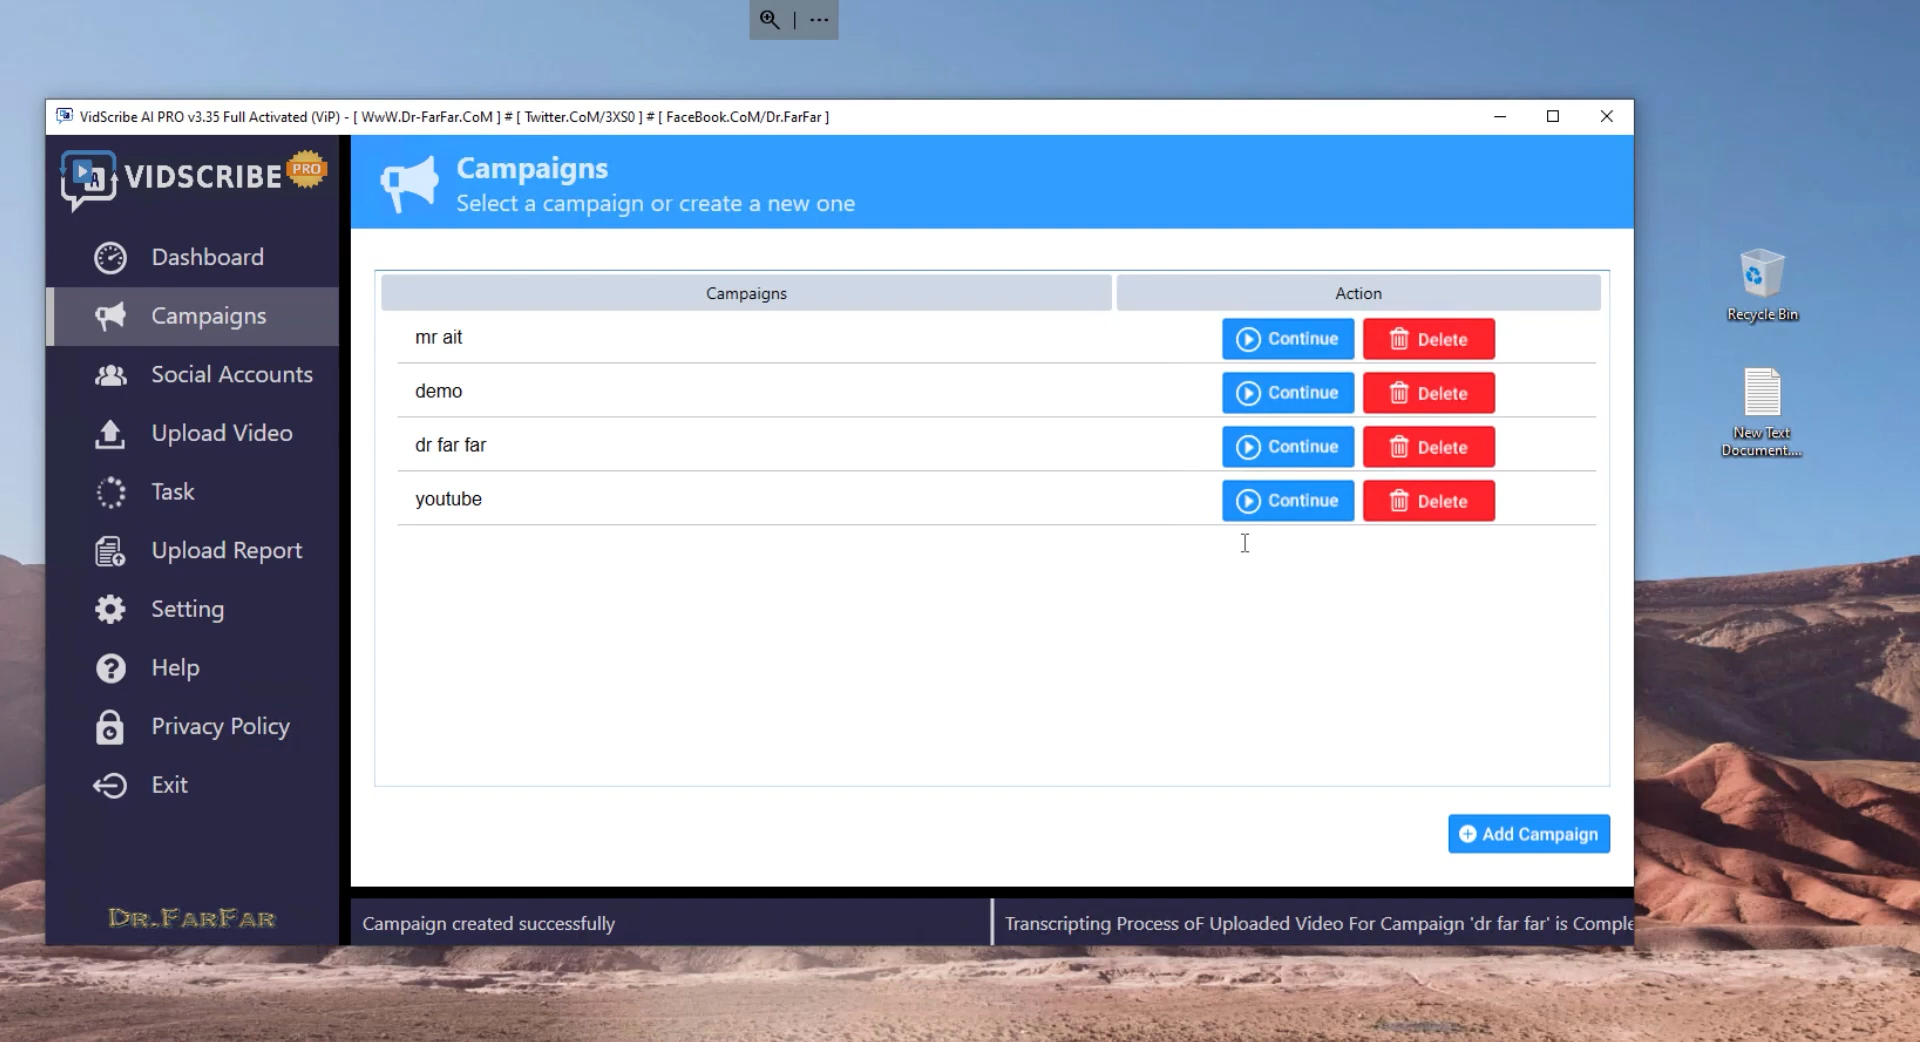 VidScribe AI PRO v3.35 Full Activated (ViP) - [ WwW.Dr-FarFar.CoM ] # [ Twitter.CoM/3XS0 ] # [ FaceBook.CoM/Dr.FarFar ]
VIDSCRIBE PRO
Campaigns
Select a campaign or create a new one
Dashboard
Campaigns
Social Accounts
Upload Video
Task
Upload Report
Setting
Help
Privacy Policy
Exit
DR.FARFAR
Campaigns Action
mr ait Continue Delete
demo Continue Delete
dr far far Continue Delete
youtube Continue Delete
Add Campaign
Campaign created successfully
Transcripting Process oF Uploaded Video For Campaign 'dr far far' is Comple
Recycle Bin
New Text
Document....